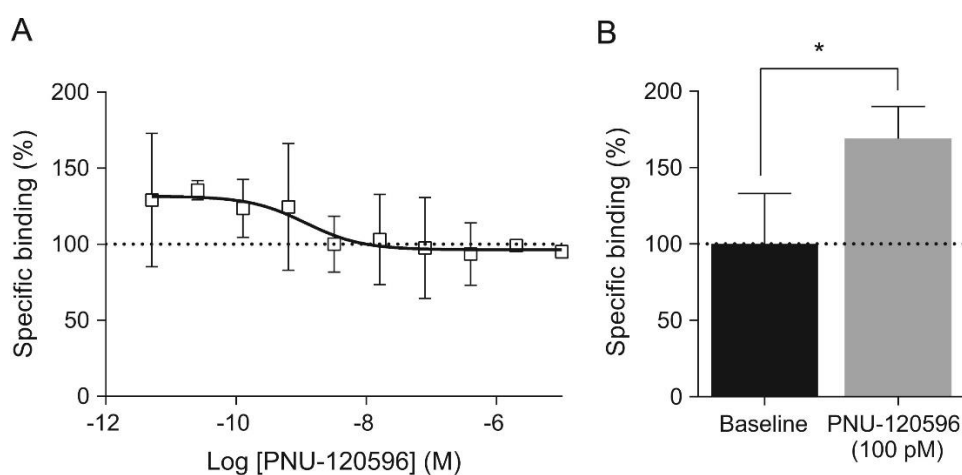 A
Specific binding (%)
200
150
100
50
0
-12
-10
-8
-6
Log [PNU-120596] (M)
B
*
Specific binding (%)
200
150
100
50
0
Baseline
PNU-120596
(100 pM)